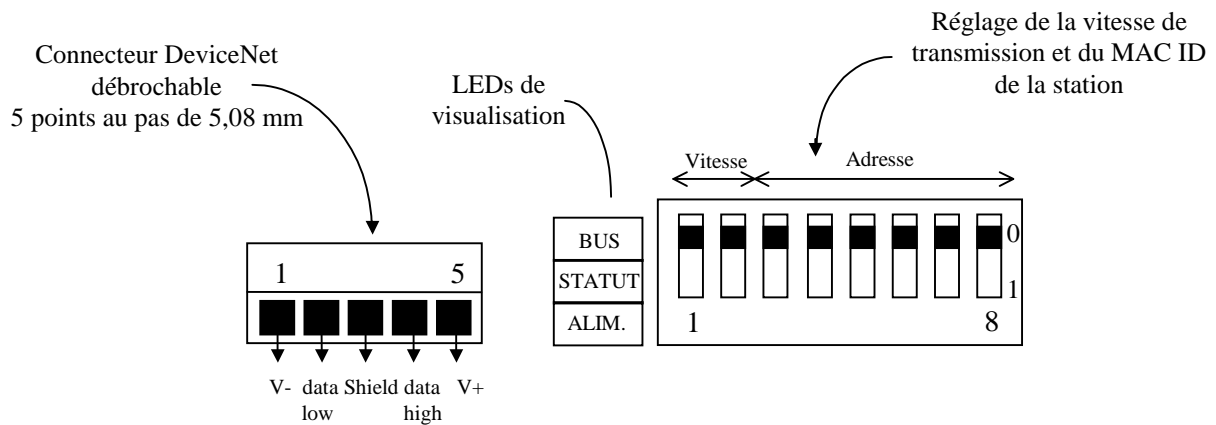 Connecteur DeviceNet
débrochable
5 points au pas de 5,08 mm
LEDs de
visualisation
Réglage de la vitesse de
transmission et du MAC ID
de la station
Vitesse
Adresse
1
5
V-
data
low
Shield
data
high
V+
BUS
STATUT
ALIM.
0
1
1
8